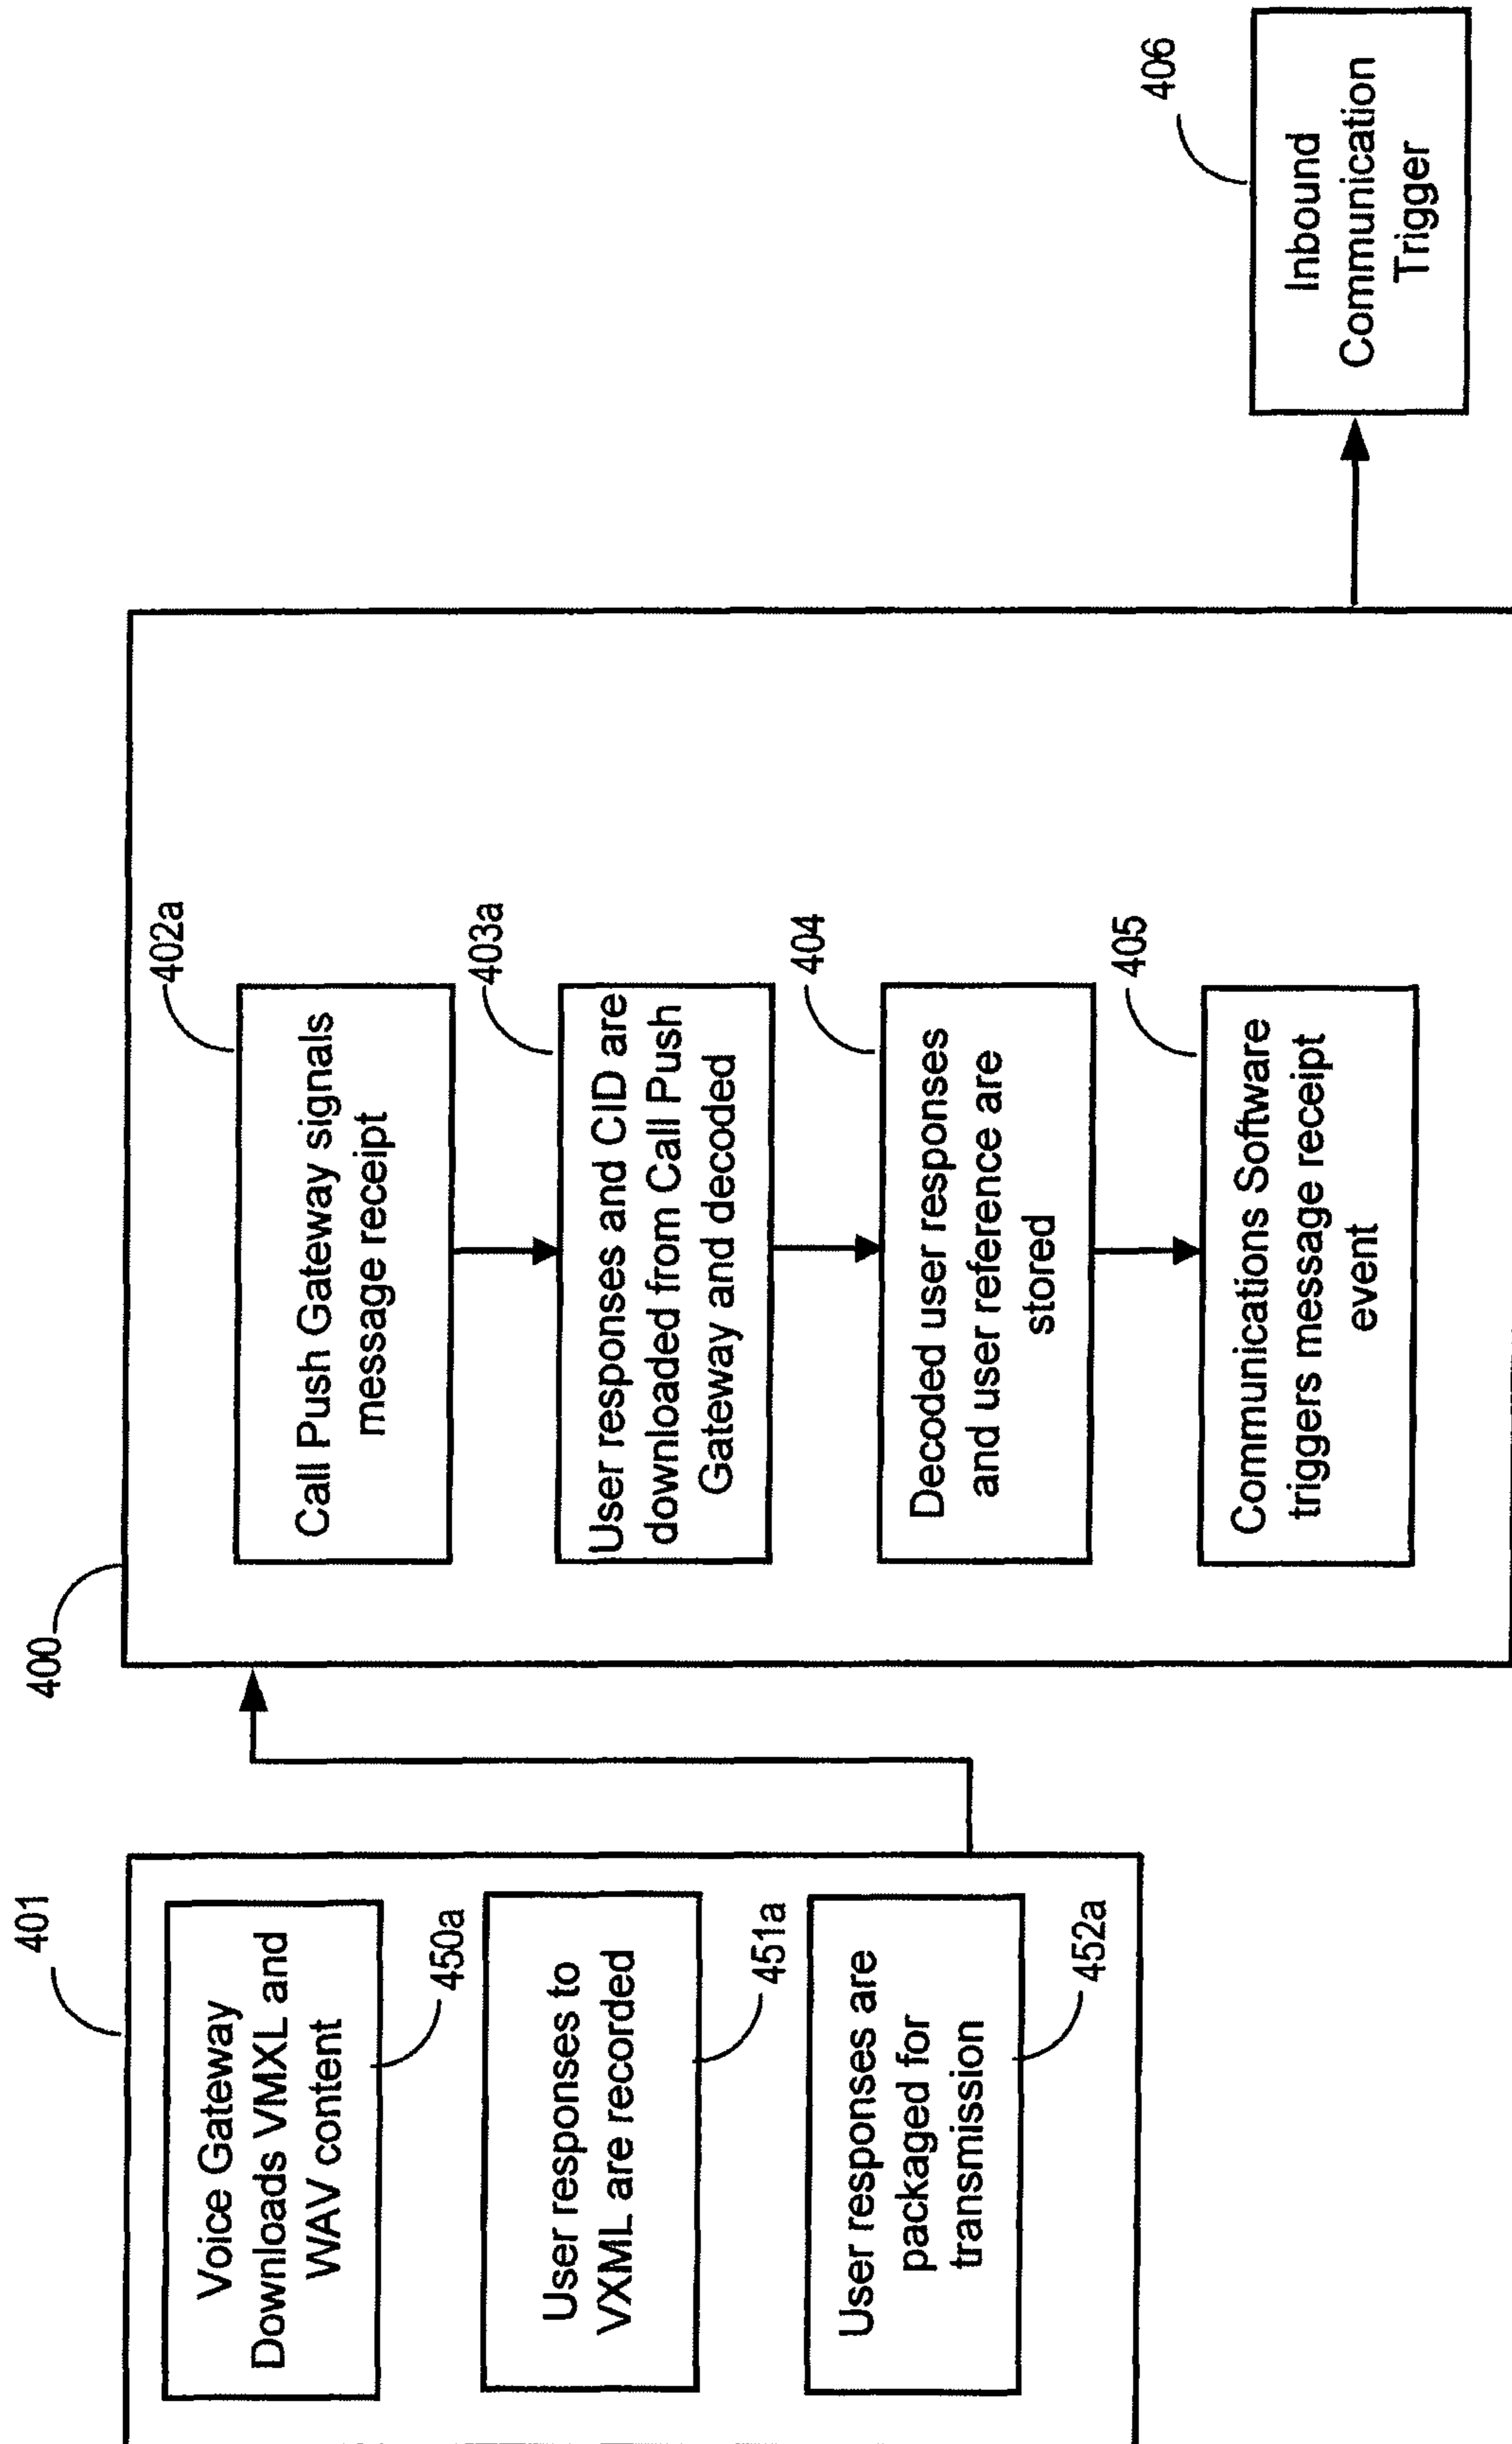 401
Voice Gateway
Downloads VMXL and
WAV content
450a
User responses to
VXML are recorded
451a
User responses are
packaged for
transmission
452a
400
402a
Call Push Gateway signals
message receipt
403a
User responses and CID are
downloaded from Call Push
Gateway and decoded
404
Decoded user responses
and user reference are
stored
405
Communications Software
triggers message receipt
event
406
Inbound
Communication
Trigger